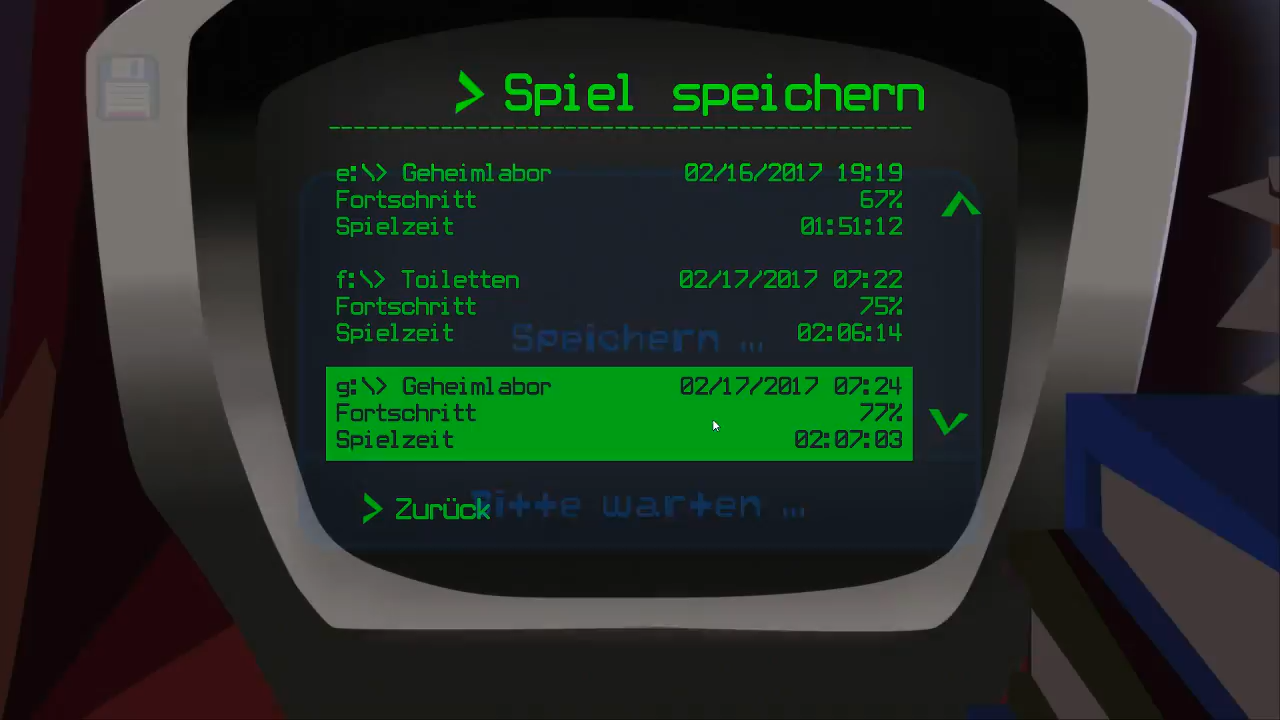 > Spiel speichern
e:\> Geheimlabor 02/16/2017 19:19
Fortschritt 67%
Spielzeit 01:51:12
f:\> Toiletten 02/17/2017 07:22
Fortschritt 75%
Spielzeit 02:06:14
Speichern ...
g:\> Geheimlabor 02/17/2017 07:24
Fortschritt 77%
Spielzeit 02:07:03
> Zurück
Bitte warten ...